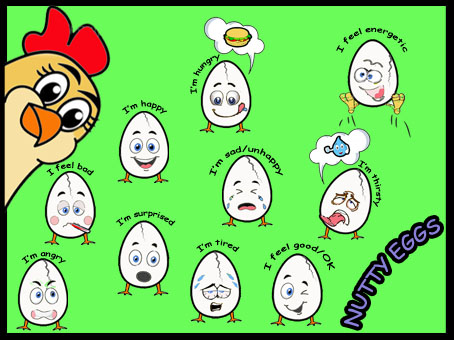 I'm hungry
I feel energetic
I'm happy
I'm sad/unhappy
I'm thirsty
I feel bad
I'm surprised
I'm tired
I feel good/OK
I'm angry
NUTTY EGGS